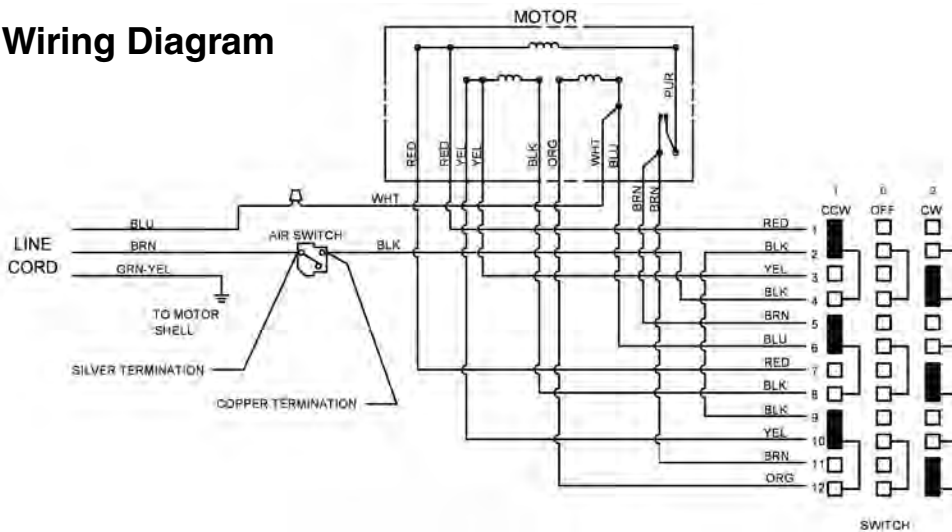 Wiring Diagram
MOTOR
PUR
RED
RED
YEL
YEL
BLK
ORG
WHT
BLU
BRN
BRN
WHT
LINE
CORD
BLU
BRN
GRN-YEL
AIR SWITCH
BLK
TO MOTOR
SHELL
SILVER TERMINATION
COPPER TERMINATION
1 0 2
CCW OFF CW
RED 1
BLK 2
YEL 3
BLK 4
BRN 5
BLU 6
RED 7
BLK 8
BLK 9
YEL 10
BRN 11
ORG 12
SWITCH